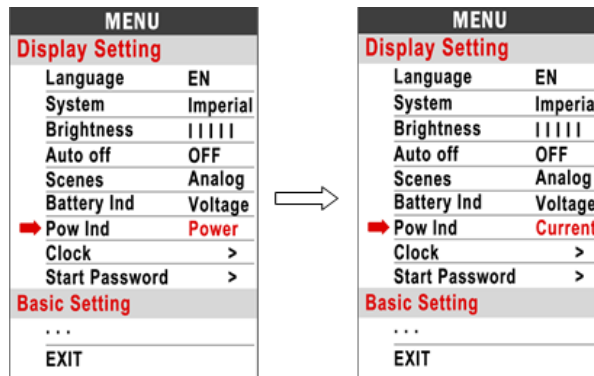 MENU
Display Setting
Language EN
System Imperial
Brightness I I I I I
Auto off OFF
Scenes Analog
Battery Ind Voltage
Pow Ind Power
Clock >
Start Password >
Basic Setting
...
EXIT
MENU
Display Setting
Language EN
System Imperia
Brightness I I I I I
Auto off OFF
Scenes Analog
Battery Ind Voltage
Pow Ind Current
Clock >
Start Password >
Basic Setting
...
EXIT